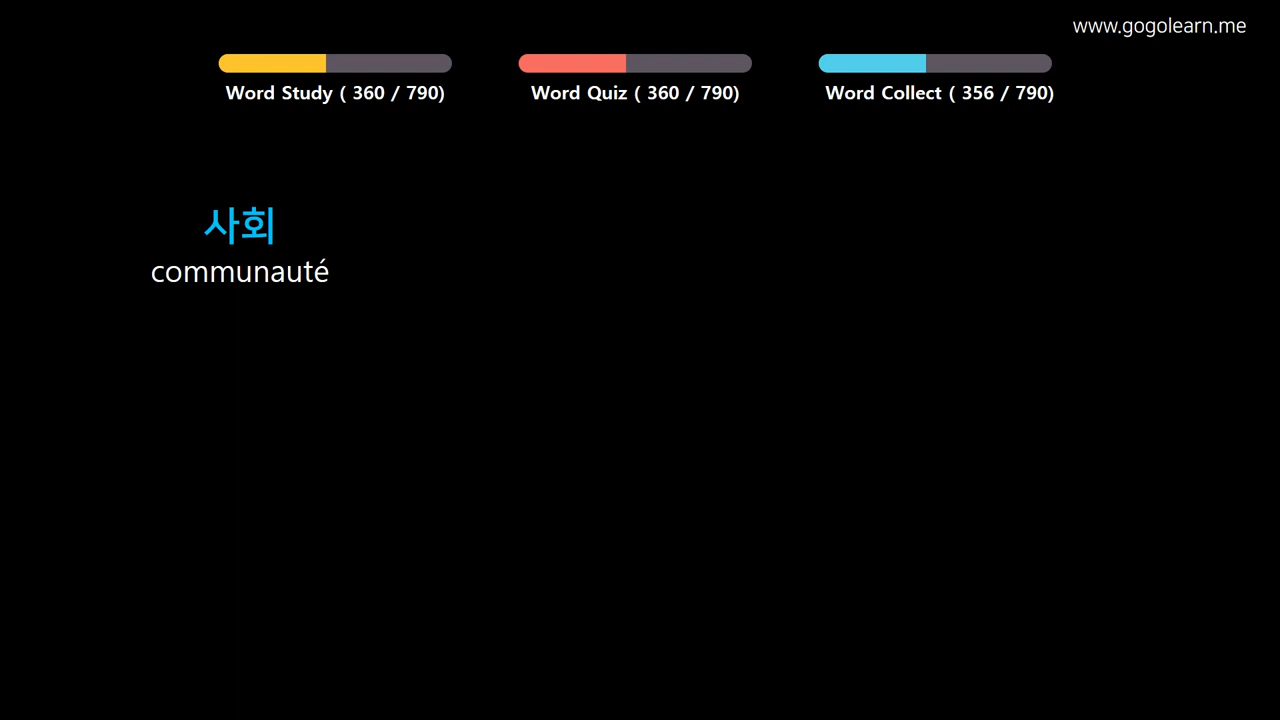 www.gogolearn.me
Word Study ( 360 / 790)
Word Quiz ( 360 / 790)
Word Collect ( 356 / 790)
사회
communauté